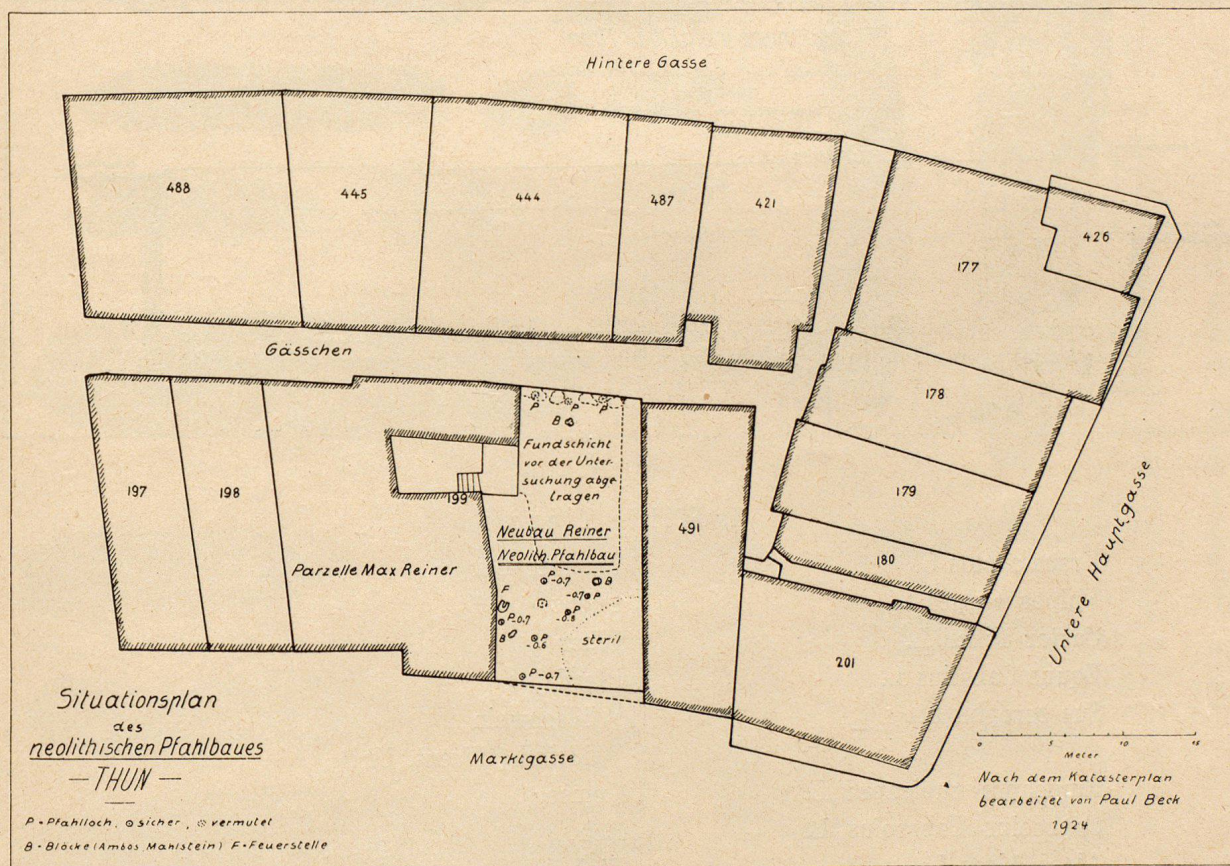 Hintere Gasse
488
445
444
487
421
177
426
Gässchen
178
179
180
197
198
199
P
P
P
B
Fundschicht
vor der Unter-
suchung abge
tragen
Neubau Reiner
Neolith. Pfahlbau
Parzelle Max Reiner
491
201
F
P
-0.7
B
-0.7
P
P
-0.8
P
-0.7
B
P
-0.6
P
-0.7
steril
Untere Hauptgasse
Marktgasse
Situationsplan
des
neolithischen Pfahlbaues
— THUN —
P = Pfahlloch, sicher, vermutet
B = Blöcke (Ambos, Mahlstein) F = Feuerstelle
0 5 10 15
Meter
Nach dem Katasterplan
bearbeitet von Paul Beck
1924